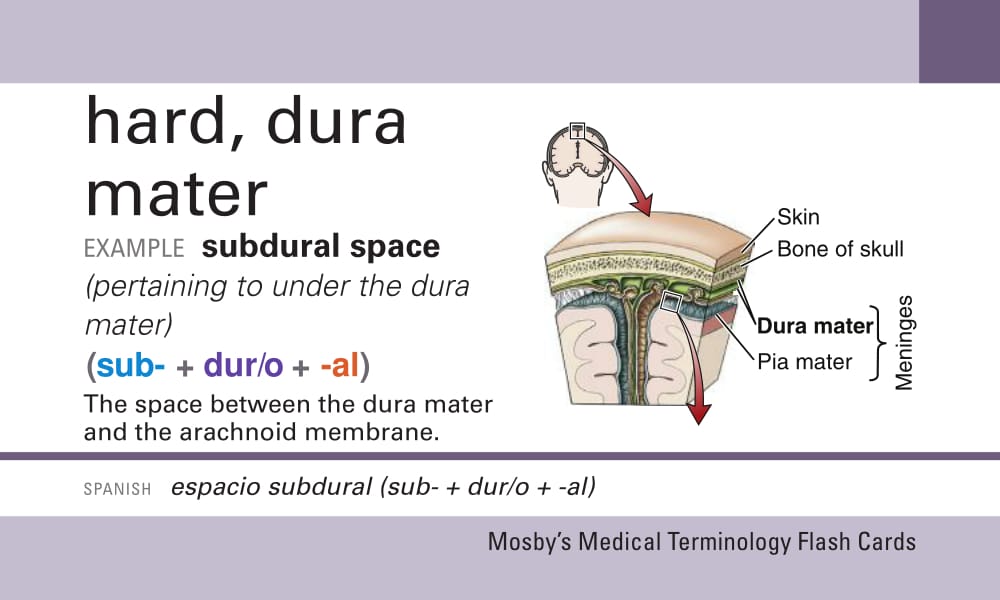 hard, dura
mater
EXAMPLE subdural space
(pertaining to under the dura
mater)
(sub- + dur/o + -al)
The space between the dura mater
and the arachnoid membrane.
Skin
Bone of skull
Dura mater
Pia mater
Meninges
SPANISH espacio subdural (sub- + dur/o + -al)
Mosby’s Medical Terminology Flash Cards